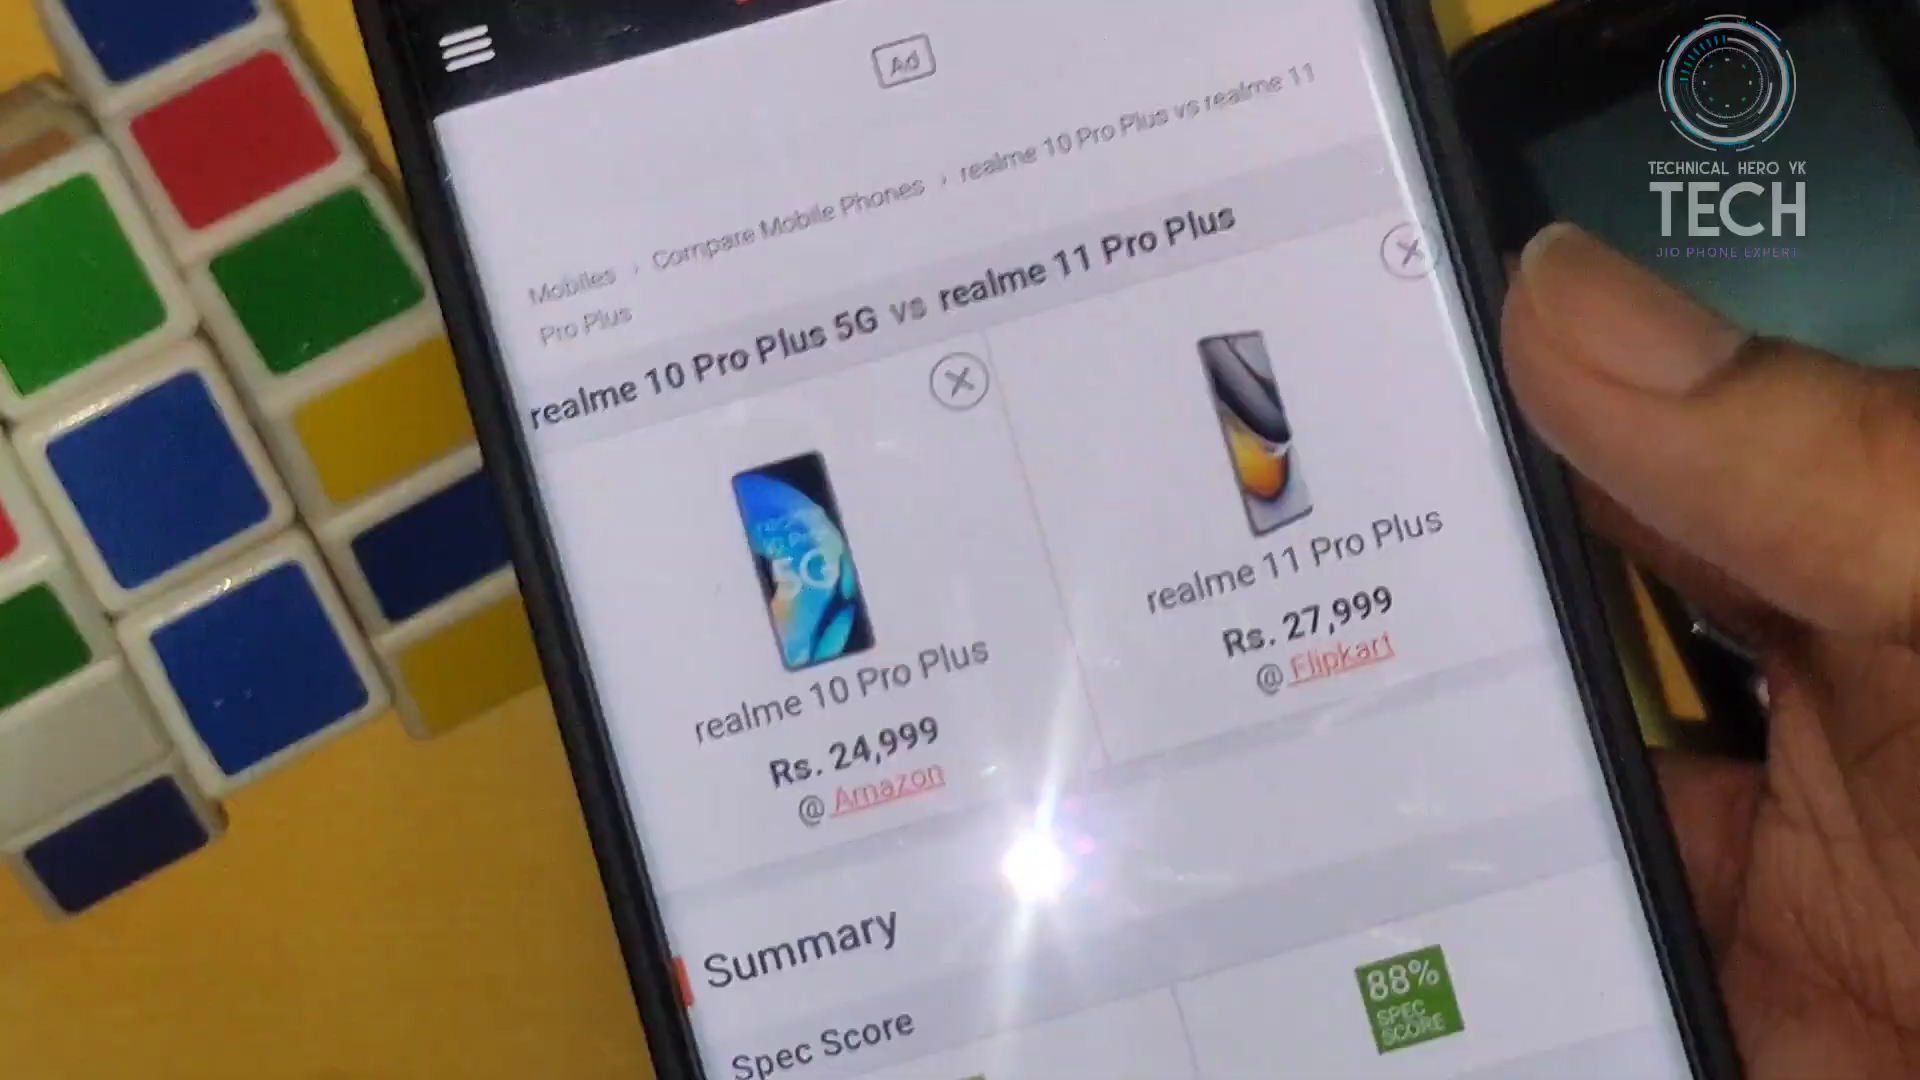 Ad
Mobiles › Compare Mobile Phones › realme 10 Pro Plus vs realme 11
Pro Plus
realme 10 Pro Plus 5G vs realme 11 Pro Plus
5G
realme 10 Pro Plus
Rs. 24,999
@ Amazon
realme 11 Pro Plus
Rs. 27,999
@ Flipkart
Summary
Spec Score
88%
SPEC
SCORE
TECHNICAL HERO YK
TECH
JIO PHONE EXPERT